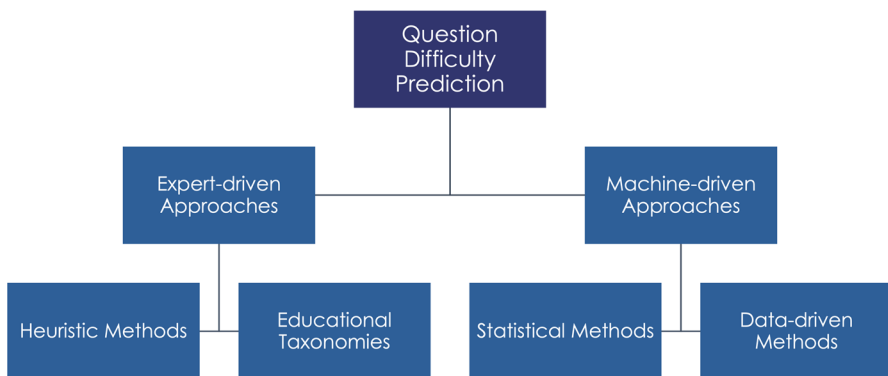 Question
Difficulty
Prediction
Expert-driven
Approaches
Machine-driven
Approaches
Heuristic Methods
Educational
Taxonomies
Statistical Methods
Data-driven
Methods